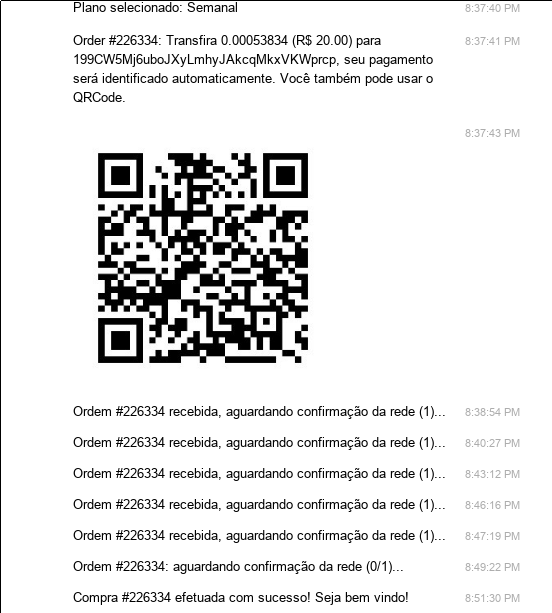 Plano selecionado: Semanal 8:37:40 PM
Order #226334: Transfira 0.00053834 (R$ 20.00) para 8:37:41 PM
199CW5Mj6uboJXyLmhyJAkcqMkxVKWprcp, seu pagamento
será identificado automaticamente. Você também pode usar o
QRCode.
8:37:43 PM
Ordem #226334 recebida, aguardando confirmação da rede (1)... 8:38:54 PM
Ordem #226334 recebida, aguardando confirmação da rede (1)... 8:40:27 PM
Ordem #226334 recebida, aguardando confirmação da rede (1)... 8:43:12 PM
Ordem #226334 recebida, aguardando confirmação da rede (1)... 8:46:16 PM
Ordem #226334 recebida, aguardando confirmação da rede (1)... 8:47:19 PM
Ordem #226334: aguardando confirmação da rede (0/1)... 8:49:22 PM
Compra #226334 efetuada com sucesso! Seja bem vindo! 8:51:30 PM